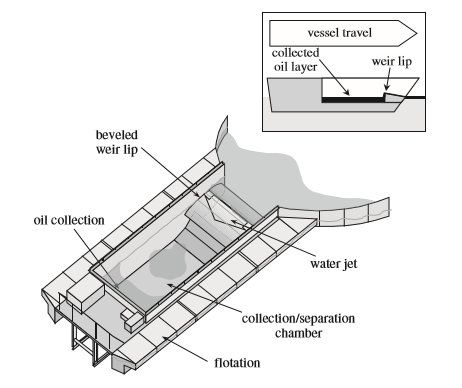 vessel travel
collected
oil layer
weir lip
beveled
weir lip
oil collection
water jet
collection/separation
chamber
flotation